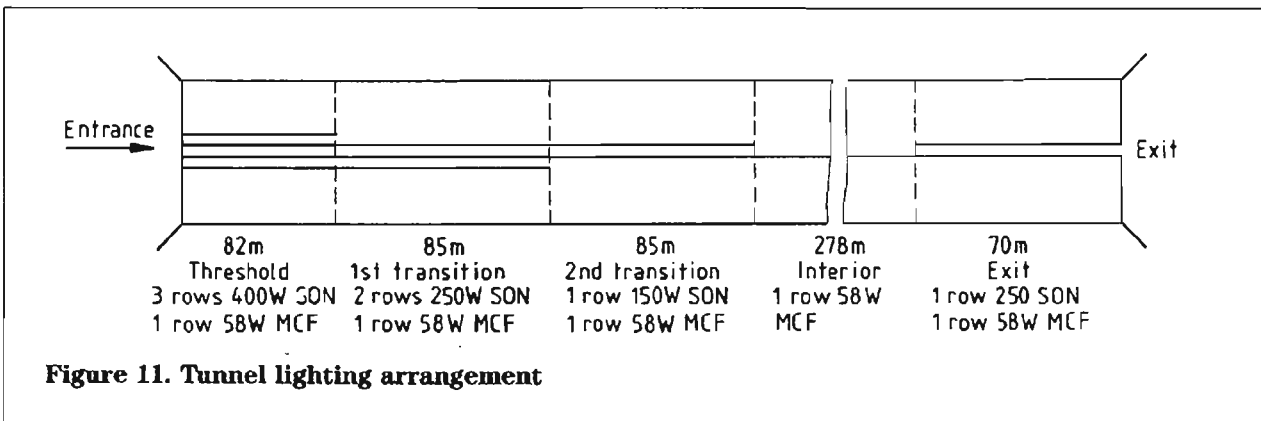 Entrance
Exit
82m
Threshold
3 rows 400W SON
1 row 58W MCF
85m
1st transition
2 rows 250W SON
1 row 58W MCF
85m
2nd transition
1 row 150W SON
1 row 58W MCF
278m
Interior
1 row 58W
MCF
70m
Exit
1 row 250 SON
1 row 58W MCF
Figure 11. Tunnel lighting arrangement